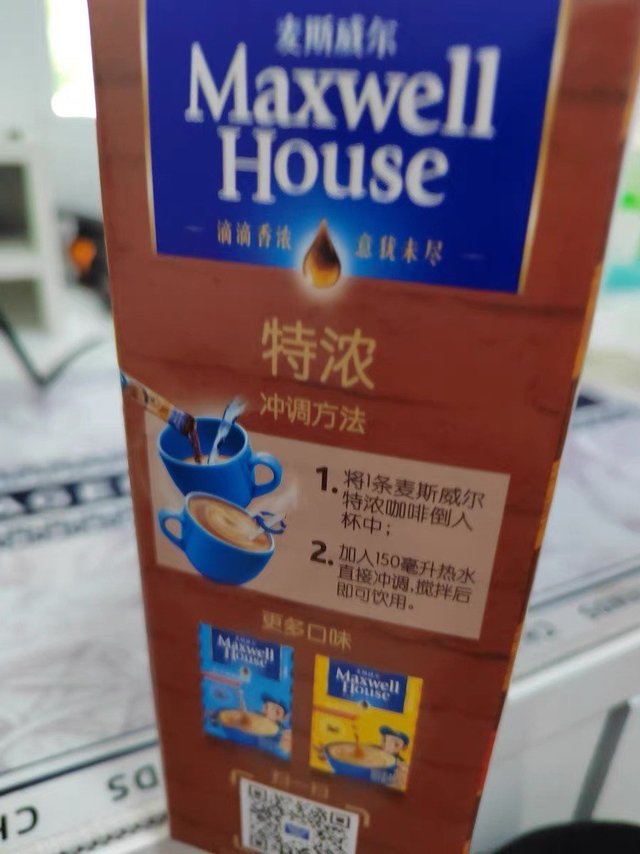 麦斯威尔
Maxwell
House
滴滴香浓 意犹未尽
特浓
冲调方法
1. 将1条麦斯威尔
特浓咖啡倒入
杯中；
2. 加入150毫升热水
直接冲调,搅拌后
即可饮用。
更多口味
Maxwell
House
Maxwell
House
扫一扫
DS